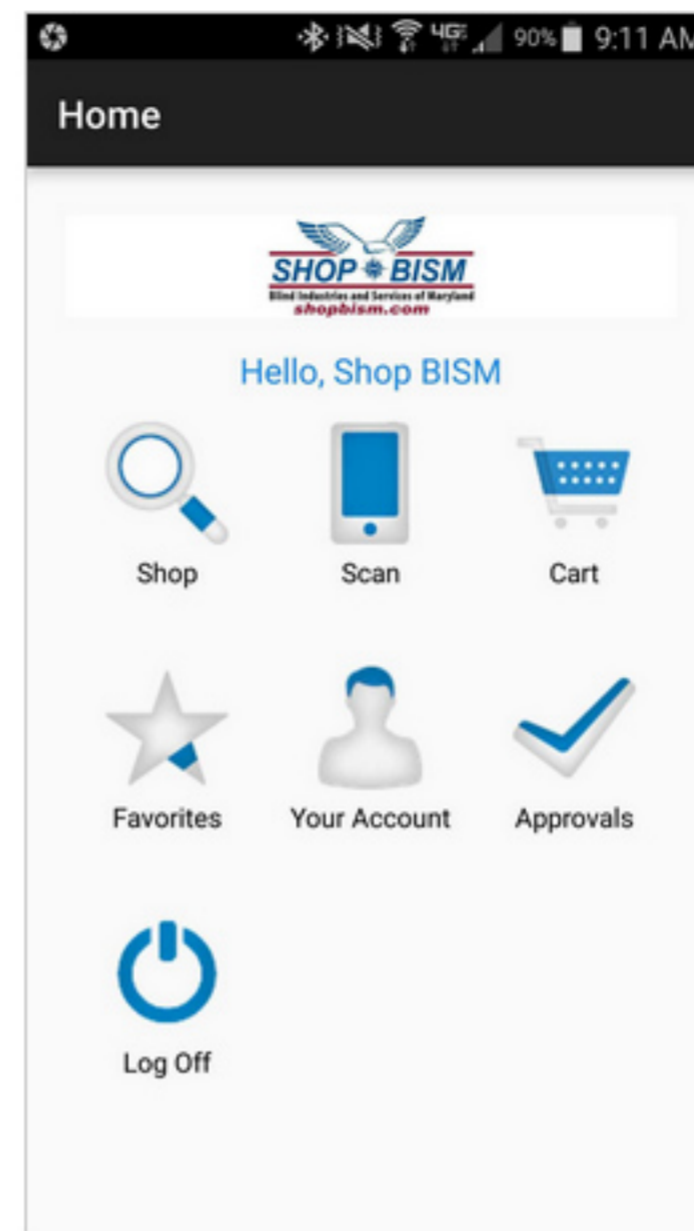 4G 90% 9:11 AM
Home
SHOP BISM
Blind Industries and Services of Maryland
shopbism.com
Hello, Shop BISM
Shop Scan Cart
Favorites Your Account Approvals
Log Off